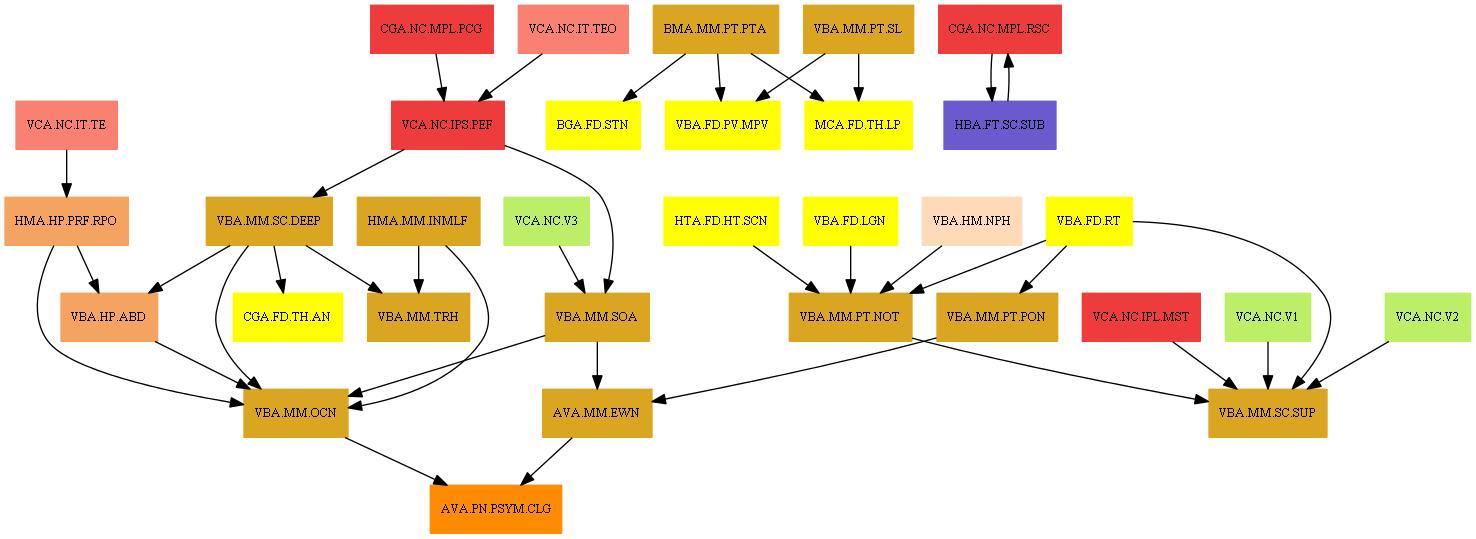 CGA.NC.MPL.PCG
VCA.NC.IT.TEO
BMA.MM.PT.PTA
VBA.MM.PT.SL
CGA.NC.MPL.RSC
VCA.NC.IT.TE
VCA.NC.IPS.PEF
BGA.FD.STN
VBA.FD.PV.MPV
MCA.FD.TH.LP
HBA.FT.SC.SUB
HMA.HP.PRF.RPO
VBA.MM.SC.DEEP
HMA.MM.INMLF
VCA.NC.V3
HTA.FD.HT.SCN
VBA.FD.LGN
VBA.HM.NPH
VBA.FD.RT
VBA.HP.ABD
CGA.FD.TH.AN
VBA.MM.TRH
VBA.MM.SOA
VBA.MM.PT.NOT
VBA.MM.PT.PON
VCA.NC.IPL.MST
VCA.NC.V1
VCA.NC.V2
VBA.MM.OCN
AVA.MM.EWN
VBA.MM.SC.SUP
AVA.PN.PSYM.CLG